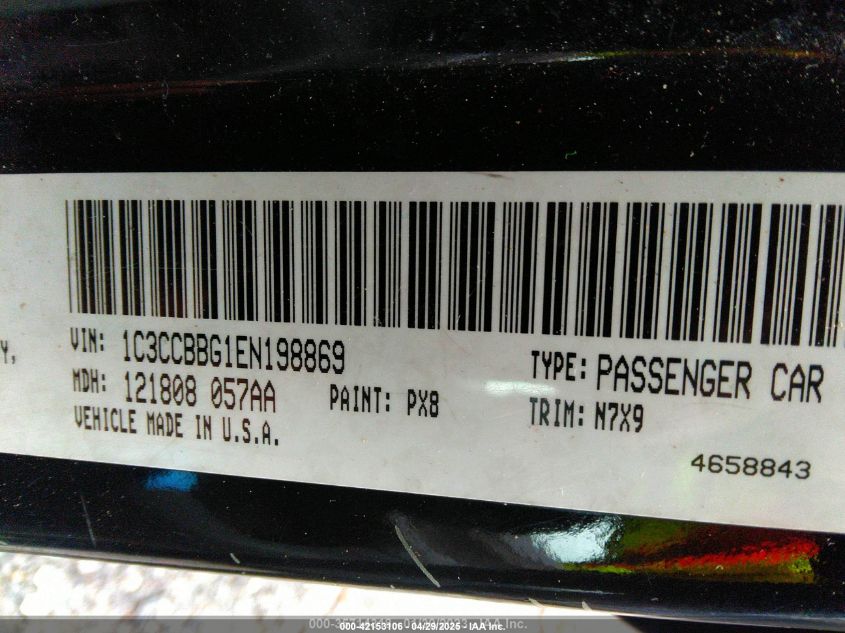 Y,
VIN: 1C3CCBBG1EN198869
MDH: 121808 057AA
PAINT: PX8
VEHICLE MADE IN U.S.A.
TYPE: PASSENGER CAR
TRIM: N7X9
4658843
000-42153106 04/29/2025 - IAA Inc.